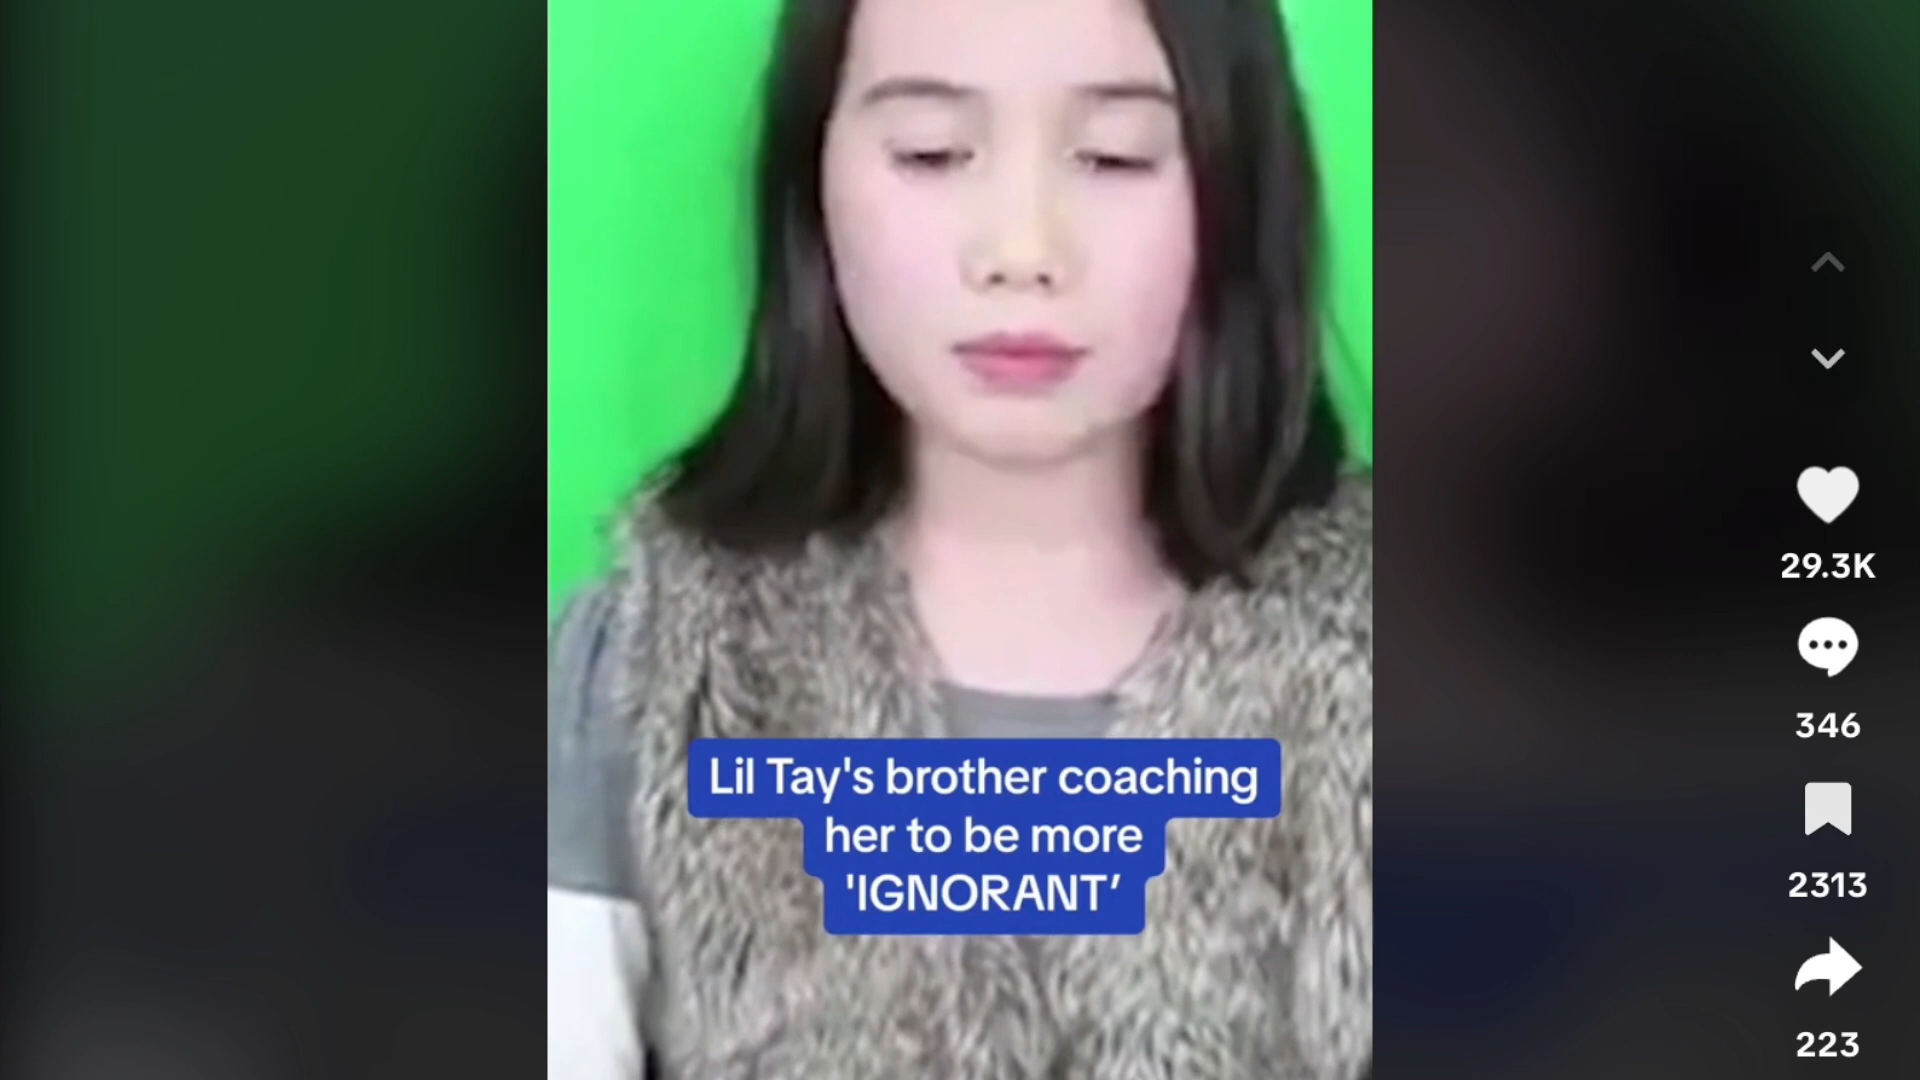 Lil Tay's brother coaching
her to be more
'IGNORANT’
29.3K
346
2313
223